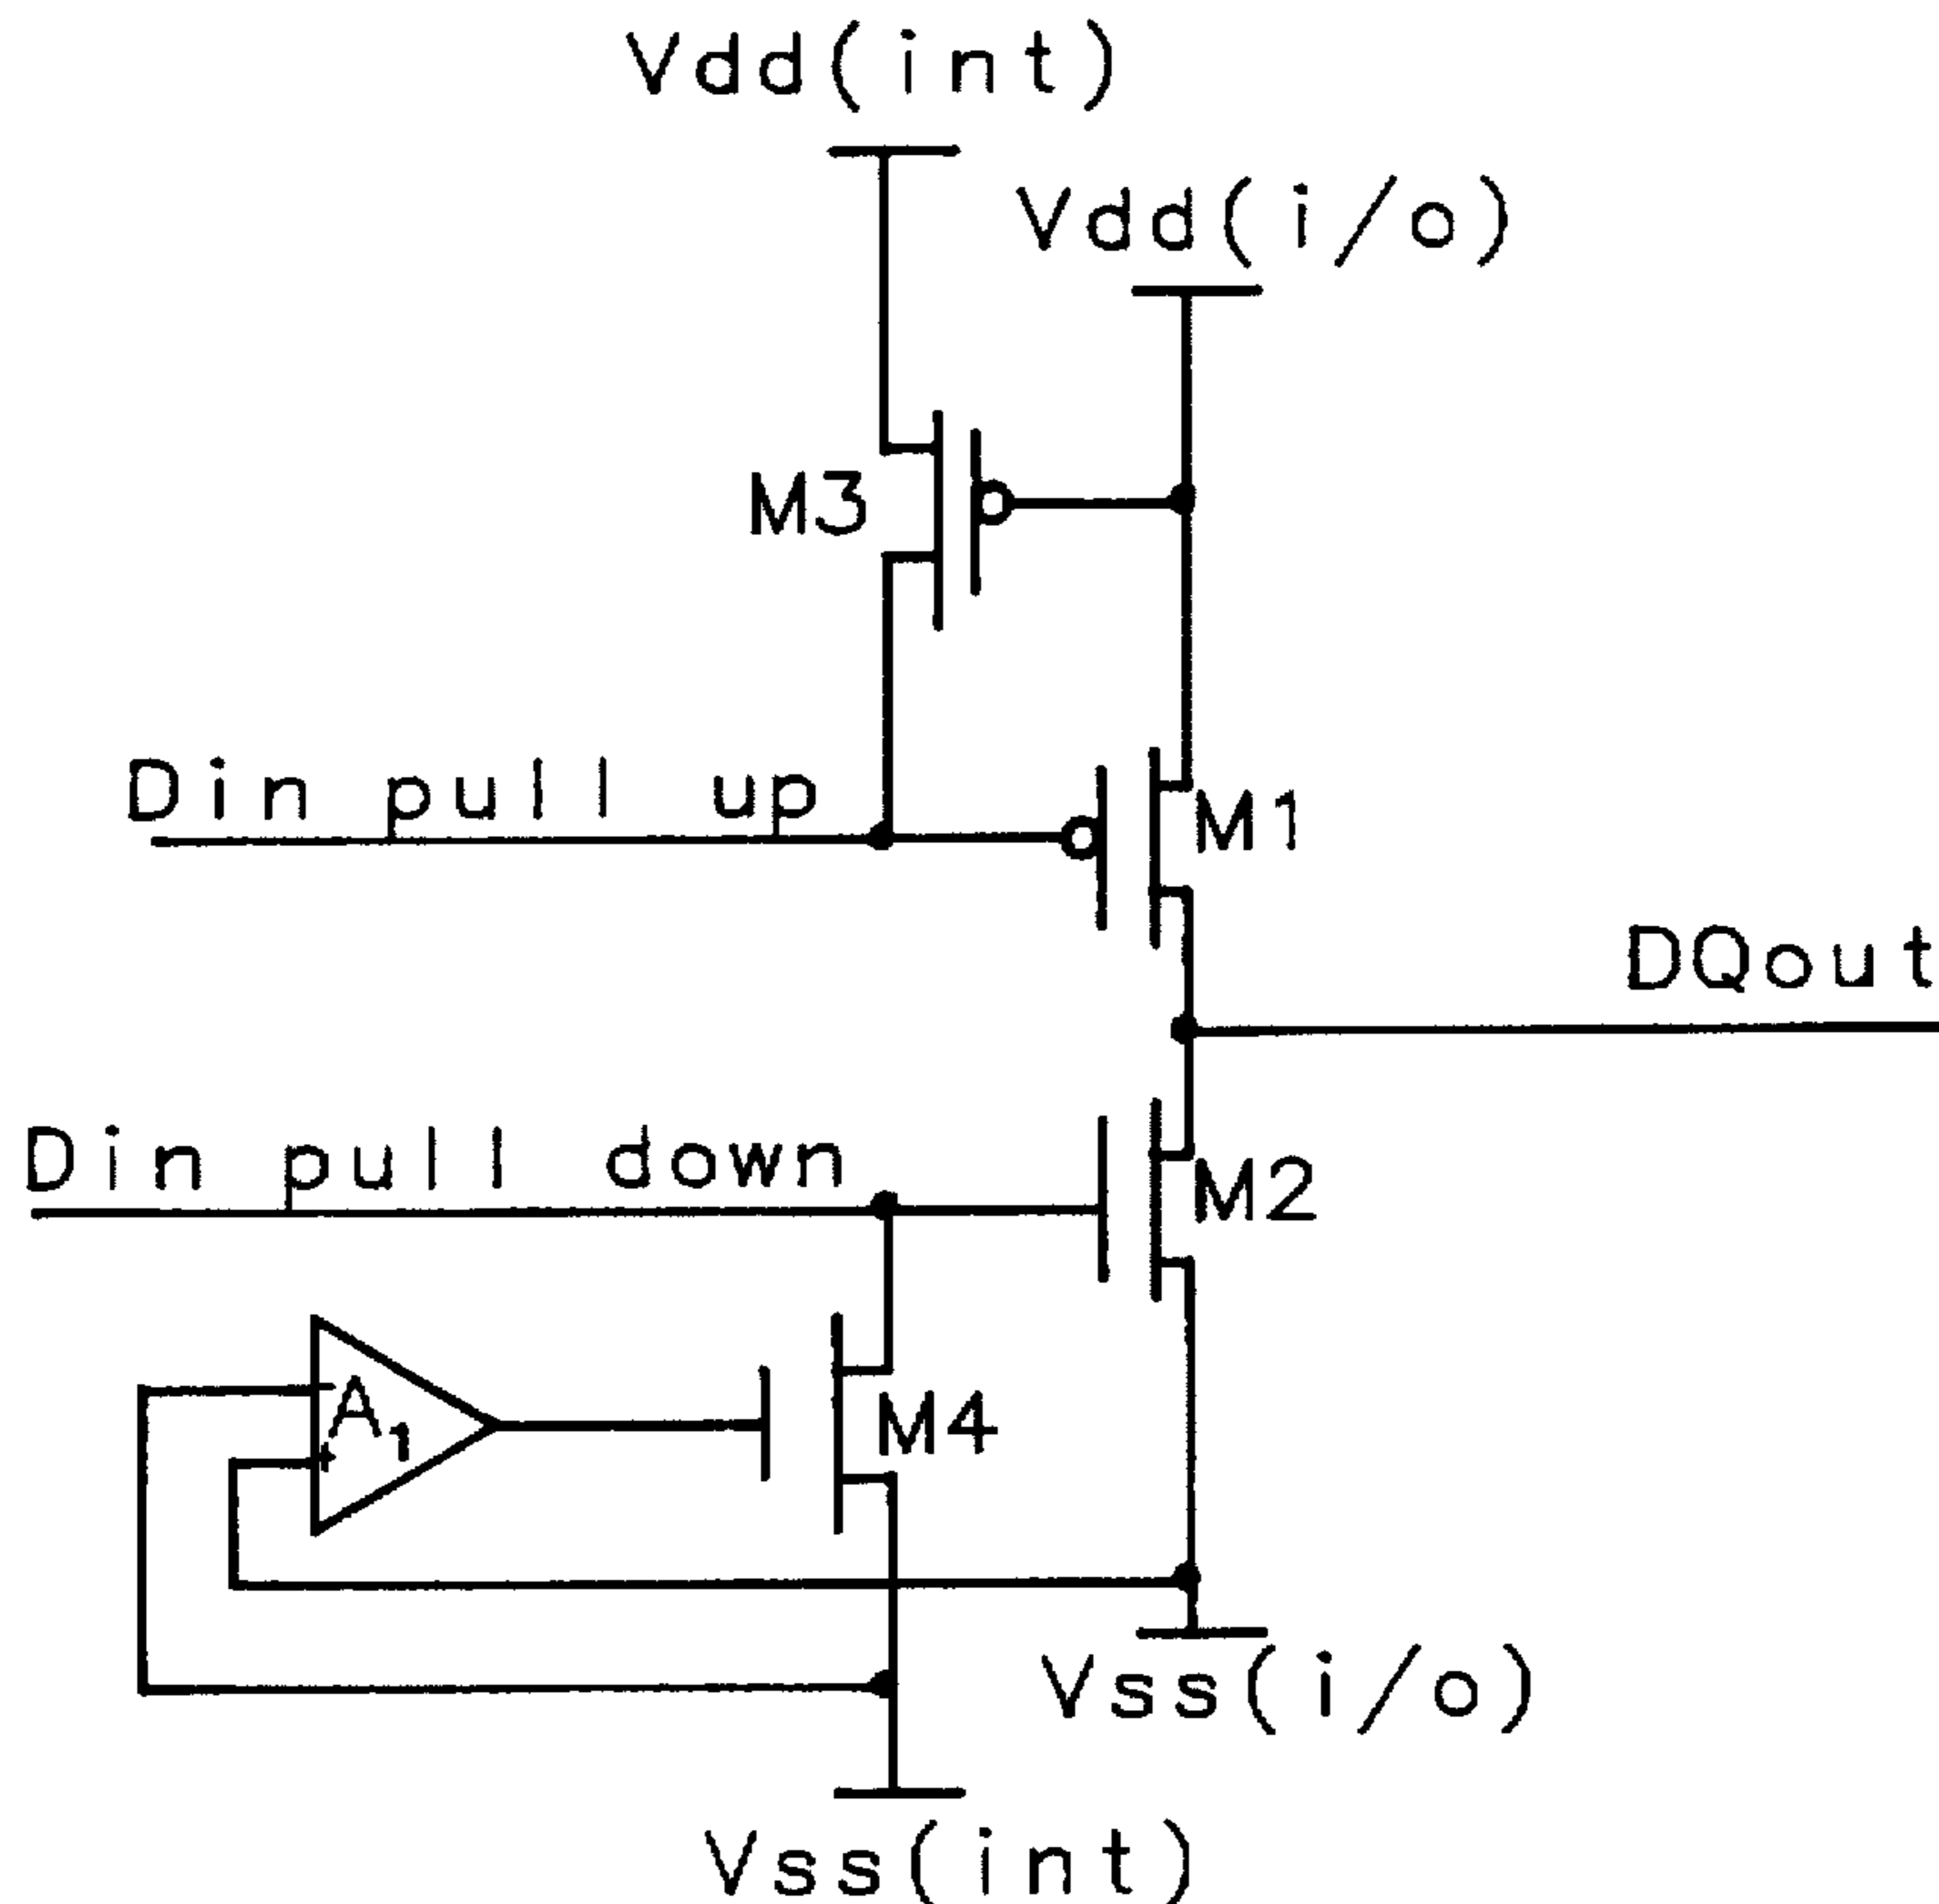 Vdd(int)
Vdd(i/o)
M3
Din pull up
M1
DQout
Din pull down
M2
-
A1
+
M4
Vss(i/o)
Vss(int)